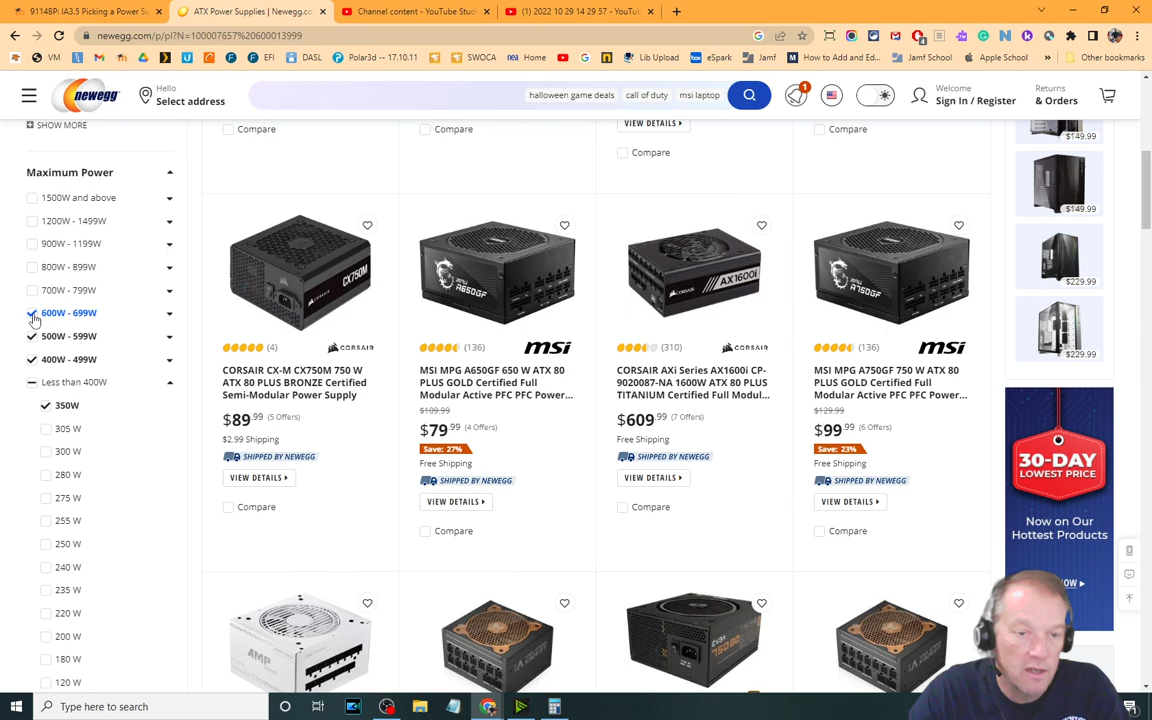 9114BP: IA3.5 Picking a Power Su
ATX Power Supplies | Newegg.co
Channel content - YouTube Studi
(1) 2022 10 29 14 29 57 - YouTub
newegg.com/p/pl?N=100007657%20600013999
VM
DASL
Polar3d -- 17.10.11
SWOCA
nea Home
Lib Upload
eSpark
Jamf
How to Add and Ed...
Jamf School
Apple School
Other bookmarks
newegg
Hello
Select address
halloween game deals
call of duty
msi laptop
1
Welcome
Sign In / Register
Returns
& Orders
SHOW MORE
Compare
Compare
VIEW DETAILS
Compare
Compare
$149.99
$149.99
$229.99
$229.99
Maximum Power
1500W and above
1200W - 1499W
900W - 1199W
800W - 899W
700W - 799W
600W - 699W
500W - 599W
400W - 499W
Less than 400W
350W
305 W
300 W
280 W
275 W
255 W
250 W
240 W
235 W
220 W
200 W
180 W
120 W
CX750M
(4)
CORSAIR
CORSAIR CX-M CX750M 750 W
ATX 80 PLUS BRONZE Certified
Semi-Modular Power Supply
$89.99 (5 Offers)
$2.99 Shipping
SHIPPED BY NEWEGG
VIEW DETAILS
Compare
A650GF
(136)
msi
MSI MPG A650GF 650 W ATX 80
PLUS GOLD Certified Full
Modular Active PFC PFC Power...
$109.99
$79.99 (4 Offers)
Save: 27%
Free Shipping
SHIPPED BY NEWEGG
VIEW DETAILS
Compare
AX1600i
(310)
CORSAIR
CORSAIR AXi Series AX1600i CP-
9020087-NA 1600W ATX 80 PLUS
TITANIUM Certified Full Modul...
$609.99 (7 Offers)
Free Shipping
SHIPPED BY NEWEGG
VIEW DETAILS
Compare
A750GF
(136)
msi
MSI MPG A750GF 750 W ATX 80
PLUS GOLD Certified Full
Modular Active PFC PFC Power...
$129.99
$99.99 (6 Offers)
Save: 23%
Free Shipping
SHIPPED BY NEWEGG
VIEW DETAILS
Compare
30-DAY
LOWEST PRICE
Now on Our
Hottest Products
AMP
Type here to search